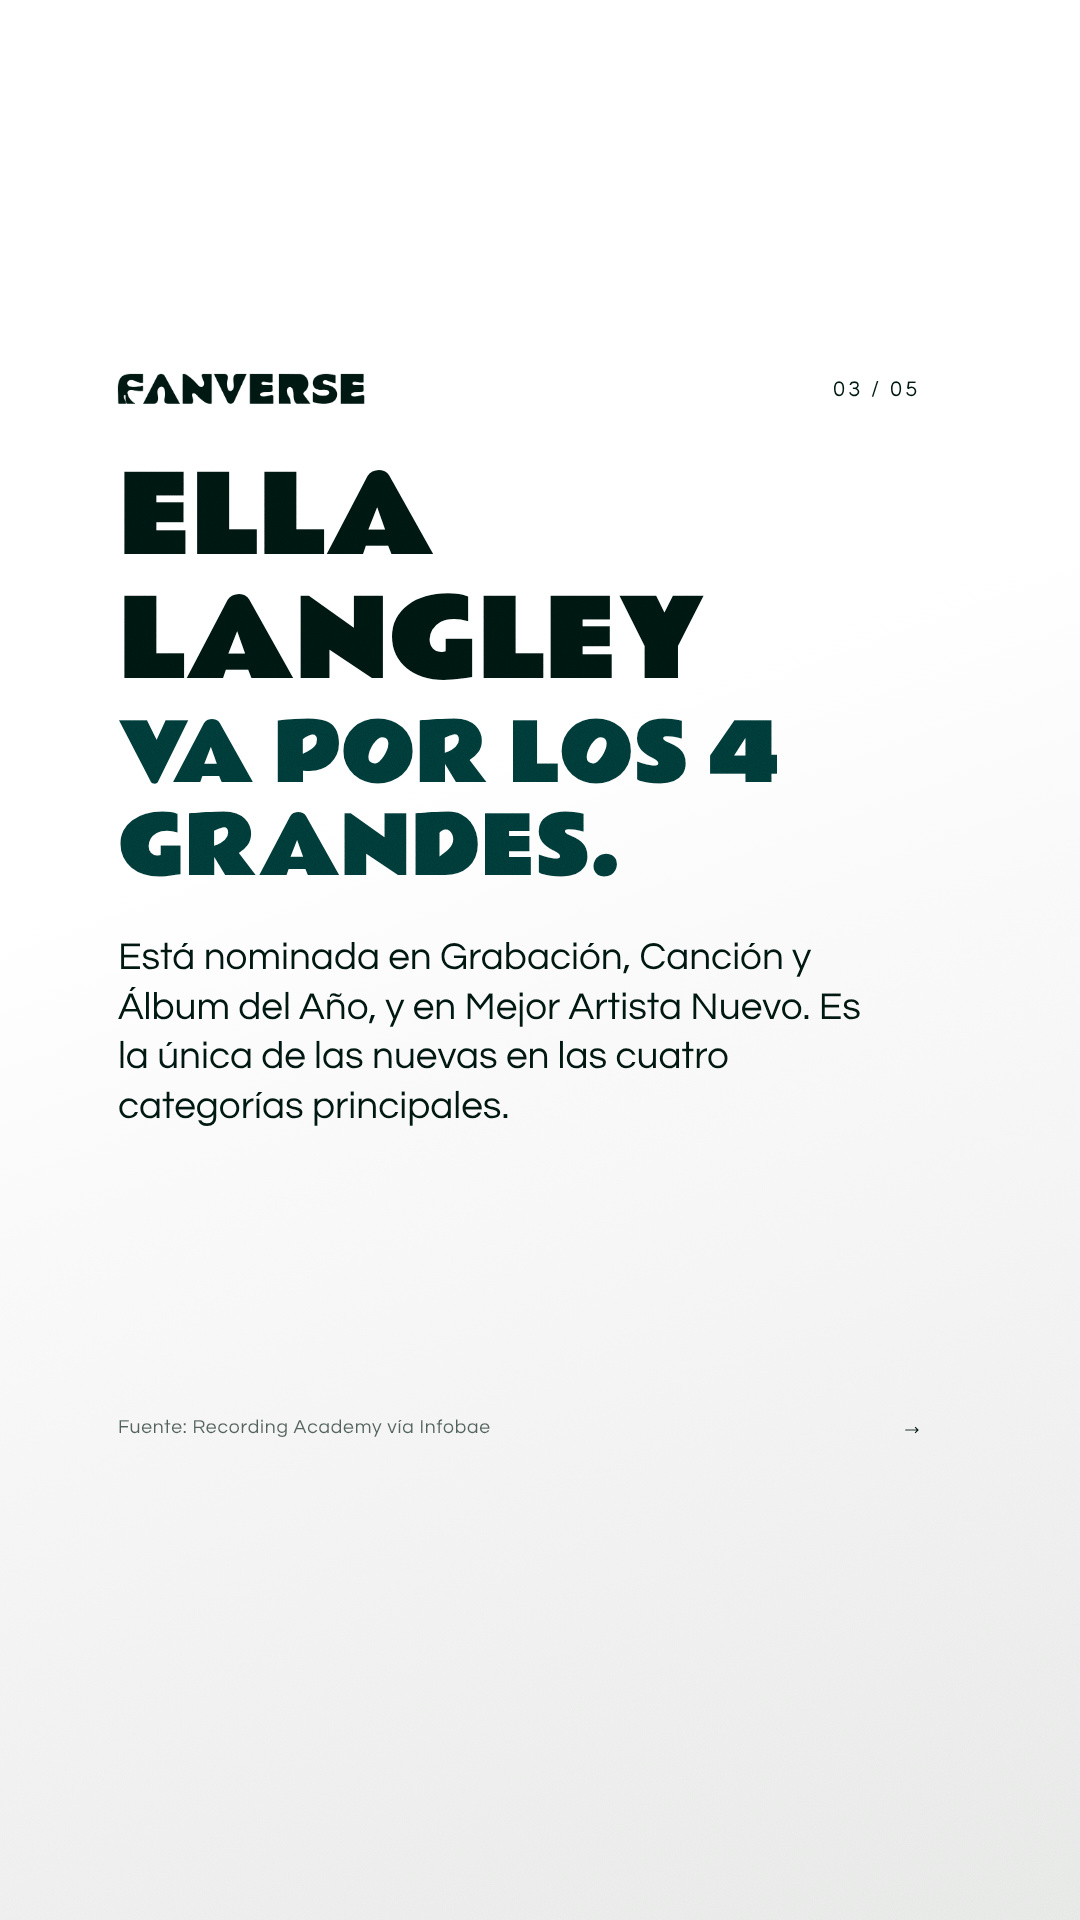 FANVERSE
03 / 05
ELLA
LANGLEY
VA POR LOS 4
GRANDES.
Está nominada en Grabación, Canción y
Álbum del Año, y en Mejor Artista Nuevo. Es
la única de las nuevas en las cuatro
categorías principales.
Fuente: Recording Academy vía Infobae
→